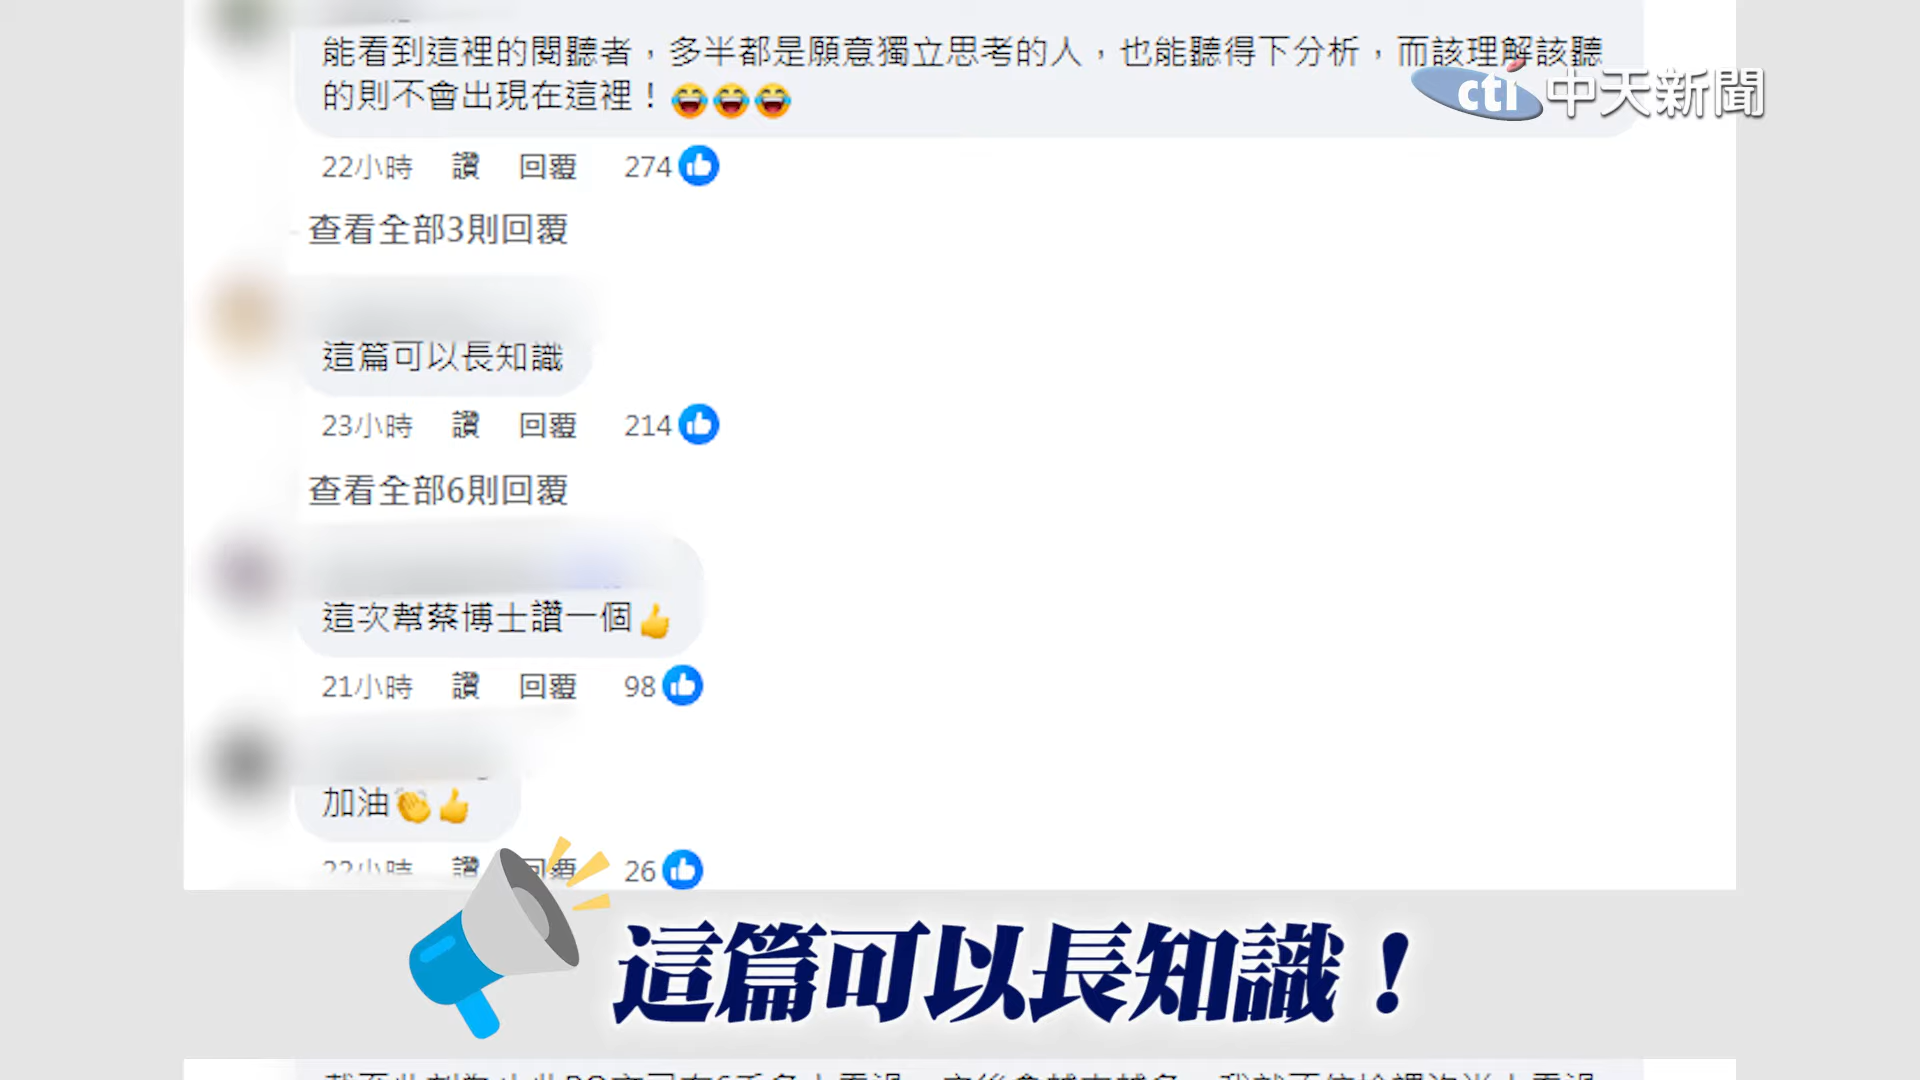 能看到這裡的閱聽者，多半都是願意獨立思考的人，也能聽得下分析，而該理解該聽
的則不會出現在這裡！😂😂😂
cti 中天新聞
22小時 讚 回覆 274
查看全部3則回覆
這篇可以長知識
23小時 讚 回覆 214
查看全部6則回覆
這次幫蔡博士讚一個👍
21小時 讚 回覆 98
加油👏👍
22小時 讚 回覆 26
這篇可以長知識！